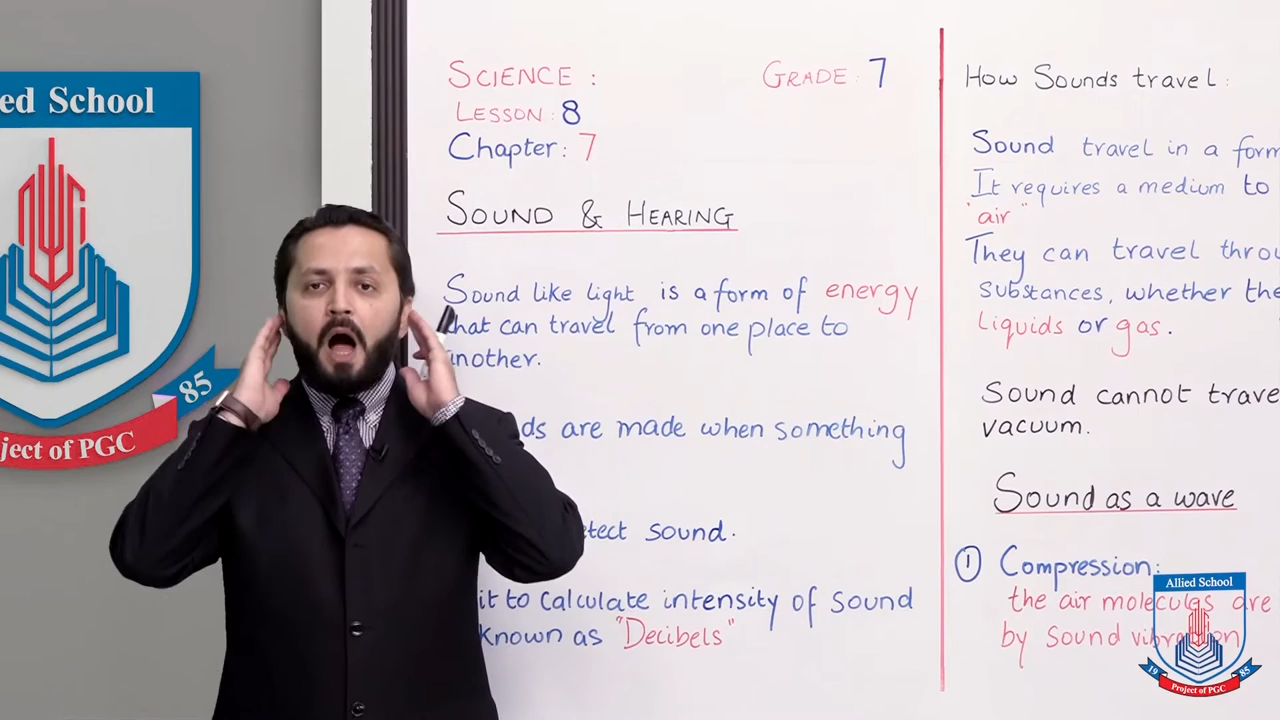 ed School
85
ject of PGC
SCIENCE :
GRADE : 7
LESSON : 8
Chapter : 7
SOUND & HEARING
Sound like light is a form of energy
that can travel from one place to
another.
ds are made when something
etect sound.
it to calculate intensity of sound
known as "Decibels"
How Sounds travel :
Sound travel in a form
It requires a medium to
"air"
They can travel throu
substances, whether the
liquids or gas.
Sound cannot trave
vacuum.
Sound as a wave
① Compression:
the air molecules are
by sound vibration
Allied School
19 85
Project of PGC